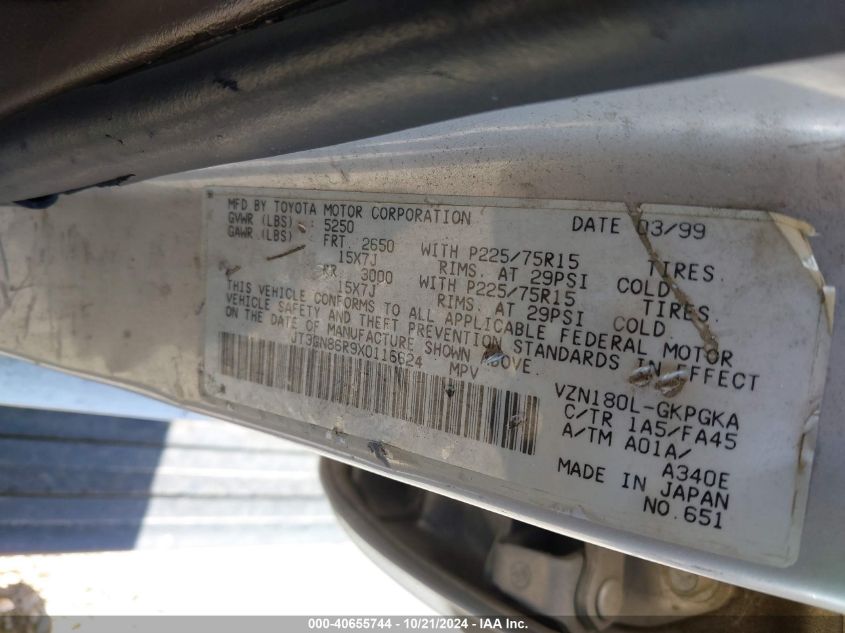 MFD BY TOYOTA MOTOR CORPORATION DATE 03/99
GVWR (LBS) : 5250
GAWR (LBS) : FRT. 2650 WITH P225/75R15 TIRES.
15X7J RIMS. AT 29PSI COLD.
RR. 3000 WITH P225/75R15 TIRES.
15X7J RIMS. AT 29PSI COLD.
THIS VEHICLE CONFORMS TO ALL APPLICABLE FEDERAL MOTOR
VEHICLE SAFETY AND THEFT PREVENTION STANDARDS IN EFFECT
ON THE DATE OF MANUFACTURE SHOWN ABOVE.
JT3GN86R9X0116624 MPV
VZN180L-GKPGKA
C/TR 1A5/FA45
A/TM A01A/
A340E
MADE IN JAPAN
NO.651
000-40655744 - 10/21/2024 - IAA Inc.